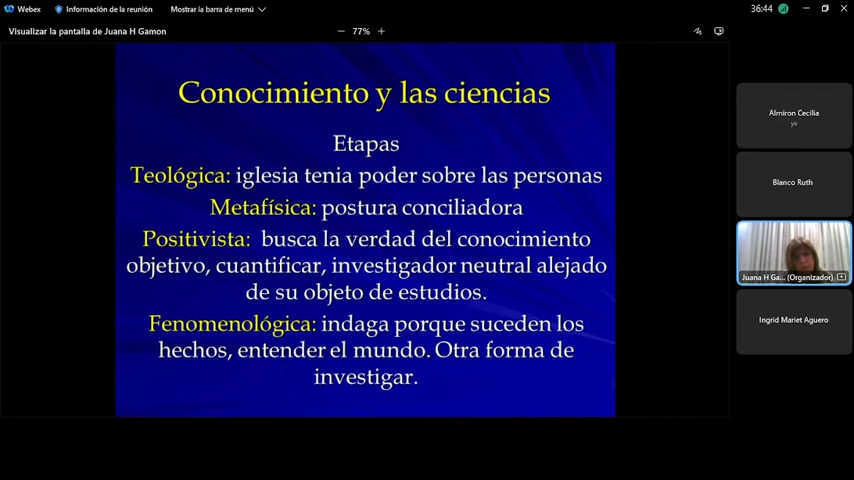 Webex
Información de la reunión
Mostrar la barra de menú
36:44
Visualizar la pantalla de Juana H Gamon
77%
Conocimiento y las ciencias
Etapas
Teológica: iglesia tenia poder sobre las personas
Metafísica: postura conciliadora
Positivista: busca la verdad del conocimiento
objetivo, cuantificar, investigador neutral alejado
de su objeto de estudios.
Fenomenológica: indaga porque suceden los
hechos, entender el mundo. Otra forma de
investigar.
Almiron Cecilia
yo
Blanco Ruth
Juana H Ga... (Organizador)
Ingrid Mariet Aguero